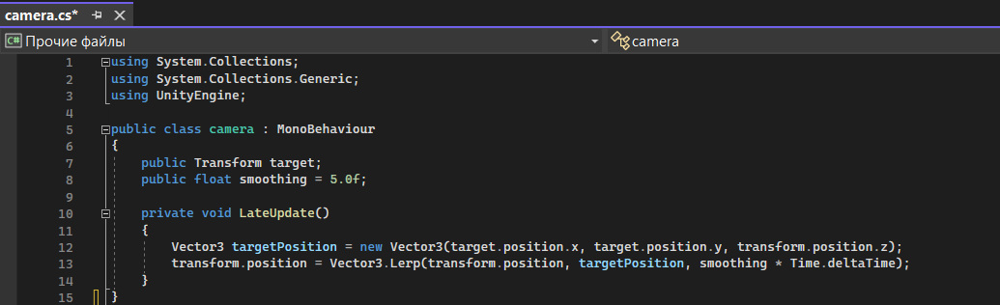 camera.cs*
C# Прочие файлы camera
1 using System.Collections;
2 using System.Collections.Generic;
3 using UnityEngine;
4
5 public class camera : MonoBehaviour
6 {
7 public Transform target;
8 public float smoothing = 5.0f;
9
10 private void LateUpdate()
11 {
12 Vector3 targetPosition = new Vector3(target.position.x, target.position.y, transform.position.z);
13 transform.position = Vector3.Lerp(transform.position, targetPosition, smoothing * Time.deltaTime);
14 }
15 }